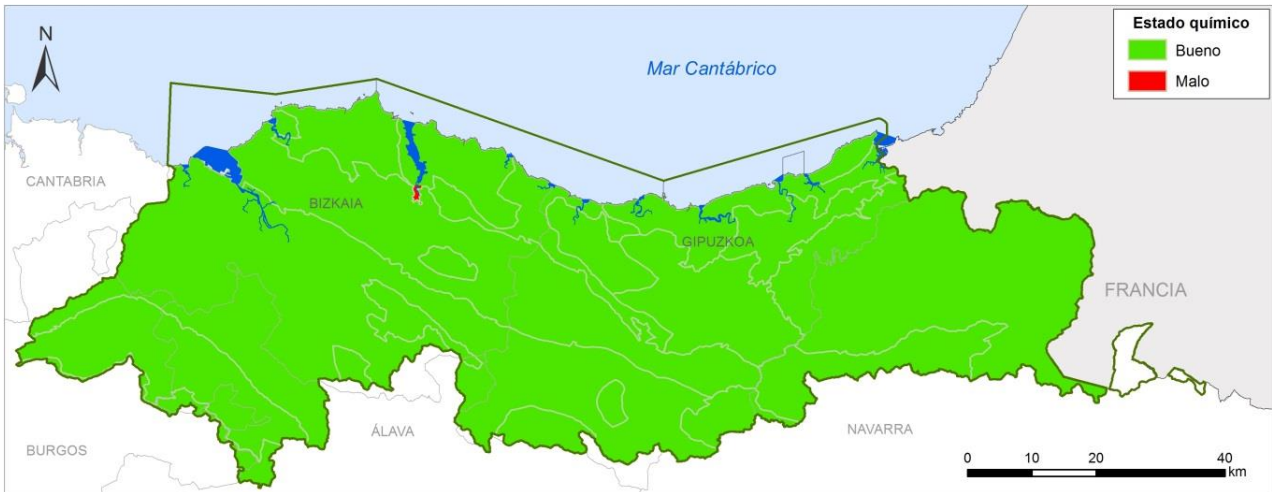 N
Mar Cantábrico
Estado químico
Bueno
Malo
CANTABRIA
BIZKAIA
GIPUZKOA
FRANCIA
BURGOS
ÁLAVA
NAVARRA
0 10 20 40
km